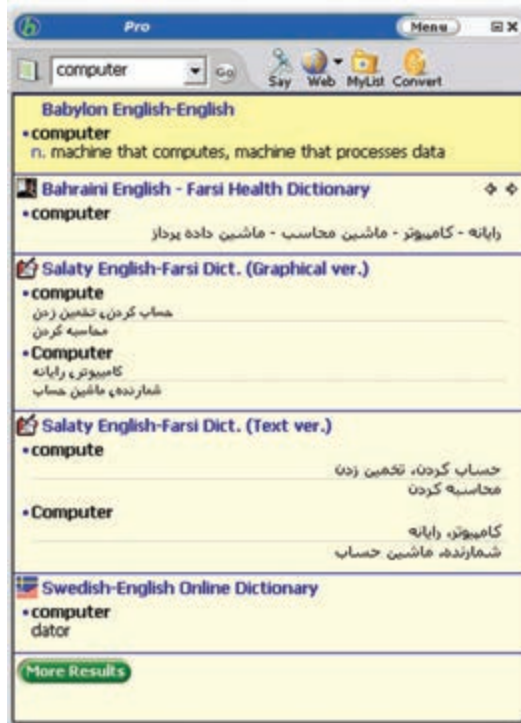 Pro
Menu
computer
Go
Say Web MyList Convert
Babylon English-English
•computer
n. machine that computes, machine that processes data
Bahraini English - Farsi Health Dictionary
•computer
رایانه - کامپیوتر - ماشین محاسب - ماشین داده پرداز
Salaty English-Farsi Dict. (Graphical ver.)
•compute
حساب کردن، تخمین زدن
محاسبه کردن
•Computer
کامپیوتر، رایانه
شمارنده، ماشین حساب
Salaty English-Farsi Dict. (Text ver.)
•compute
حساب کردن، تخمین زدن
محاسبه کردن
•Computer
کامپیوتر، رایانه
شمارنده، ماشین حساب
Swedish-English Online Dictionary
•computer
dator
More Results